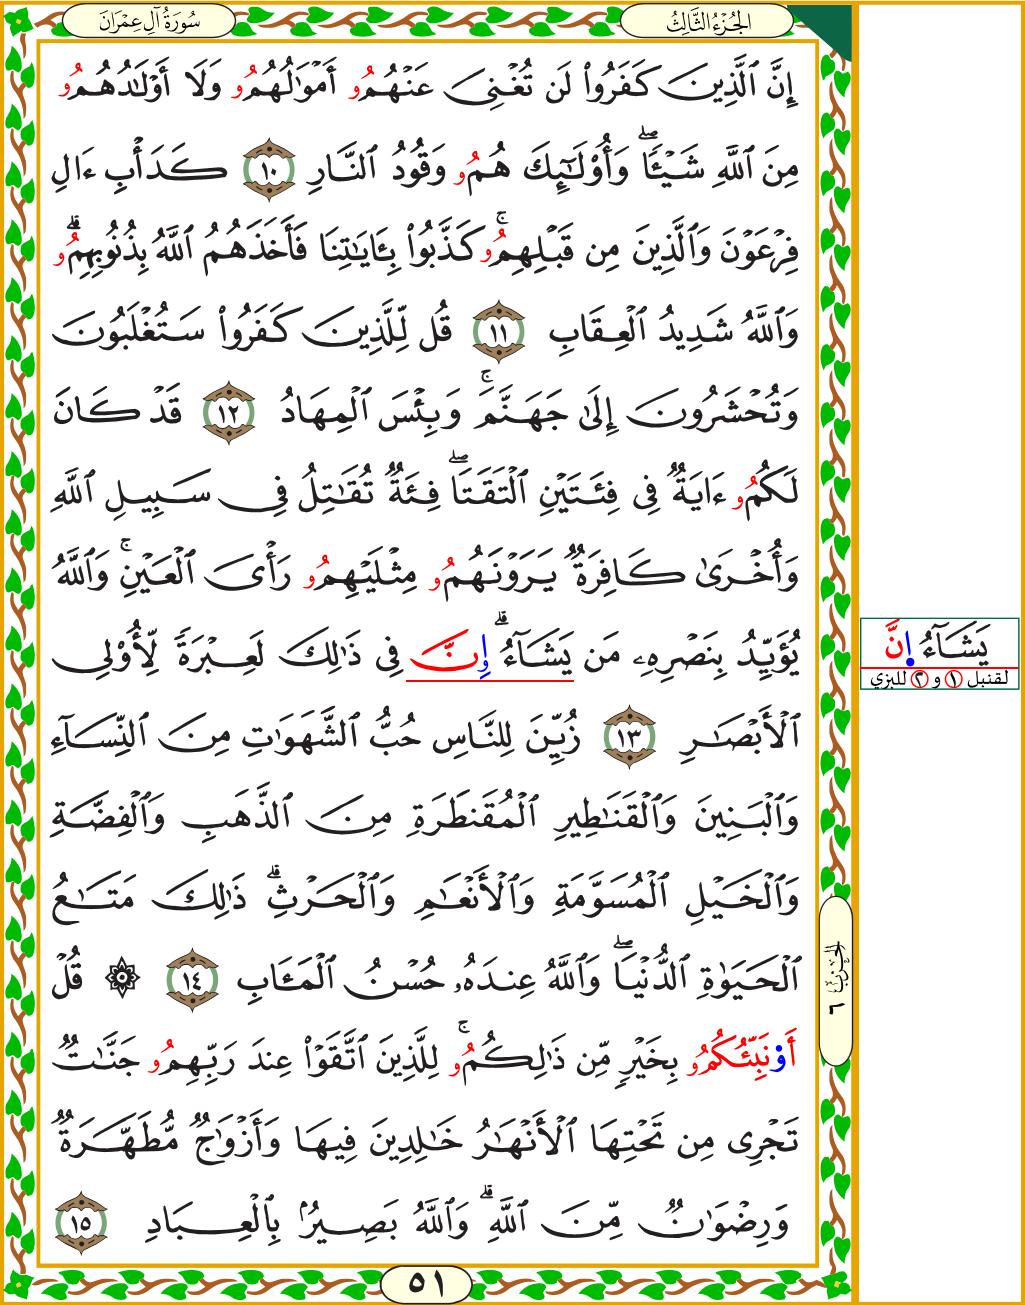 الجُزْءُ الثَّالِثُ
سُورَةُ آلِ عِمْرَانَ
إِنَّ ٱلَّذِينَ كَفَرُوا۟ لَن تُغْنِىَ عَنْهُمُۥ أَمْوَٰلُهُمُۥ وَلَا أَوْلَٰدُهُمُۥ
مِنَ ٱللَّهِ شَيْـًٔا ۖ وَأُو۟لَٰٓئِكَ هُمُۥ وَقُودُ ٱلنَّارِ ١٠ كَدَأْبِ ءَالِ
فِرْعَوْنَ وَٱلَّذِينَ مِن قَبْلِهِمُۥ ۚ كَذَّبُوا۟ بِـَٔايَٰتِنَا فَأَخَذَهُمُ ٱللَّهُ بِذُنُوبِهِمُۥ ۗ
وَٱللَّهُ شَدِيدُ ٱلْعِقَابِ ١١ قُل لِّلَّذِينَ كَفَرُوا۟ سَتُغْلَبُونَ
وَتُحْشَرُونَ إِلَىٰ جَهَنَّمَ ۚ وَبِئْسَ ٱلْمِهَادُ ١٢ قَدْ كَانَ
لَكُمُۥ ءَايَةٌ فِى فِئَتَيْنِ ٱلْتَقَتَا ۖ فِئَةٌ تُقَٰتِلُ فِى سَبِيلِ ٱللَّهِ
وَأُخْرَىٰ كَافِرَةٌ يَرَوْنَهُمُۥ مِثْلَيْهِمُۥ رَأْىَ ٱلْعَيْنِ ۚ وَٱللَّهُ
يُؤَيِّدُ بِنَصْرِهِۦ مَن يَشَآءُ ۗ إِنَّ فِى ذَٰلِكَ لَعِبْرَةً لِّأُو۟لِى
ٱلْأَبْصَٰرِ ١٣ زُيِّنَ لِلنَّاسِ حُبُّ ٱلشَّهَوَٰتِ مِنَ ٱلنِّسَآءِ
وَٱلْبَنِينَ وَٱلْقَنَٰطِيرِ ٱلْمُقَنطَرَةِ مِنَ ٱلذَّهَبِ وَٱلْفِضَّةِ
وَٱلْخَيْلِ ٱلْمُسَوَّمَةِ وَٱلْأَنْعَٰمِ وَٱلْحَرْثِ ۗ ذَٰلِكَ مَتَٰعُ
ٱلْحَيَوٰةِ ٱلدُّنْيَا ۖ وَٱللَّهُ عِندَهُۥ حُسْنُ ٱلْمَـَٔابِ ١٤ ۞ قُلْ
أَوُ۬نَبِّئُكُمُۥ بِخَيْرٍ مِّن ذَٰلِكُمُۥ ۚ لِلَّذِينَ ٱتَّقَوْا۟ عِندَ رَبِّهِمُۥ جَنَّٰتٌ
تَجْرِى مِن تَحْتِهَا ٱلْأَنْهَٰرُ خَٰلِدِينَ فِيهَا وَأَزْوَٰجٌ مُّطَهَّرَةٌ
وَرِضْوَٰنٌ مِّنَ ٱللَّهِ ۗ وَٱللَّهُ بَصِيرٌۢ بِٱلْعِبَادِ ١٥
يَشَآءُ اِنَّ
لقنبل ١ و ٢ للبزي
الحزب ٦
٥١